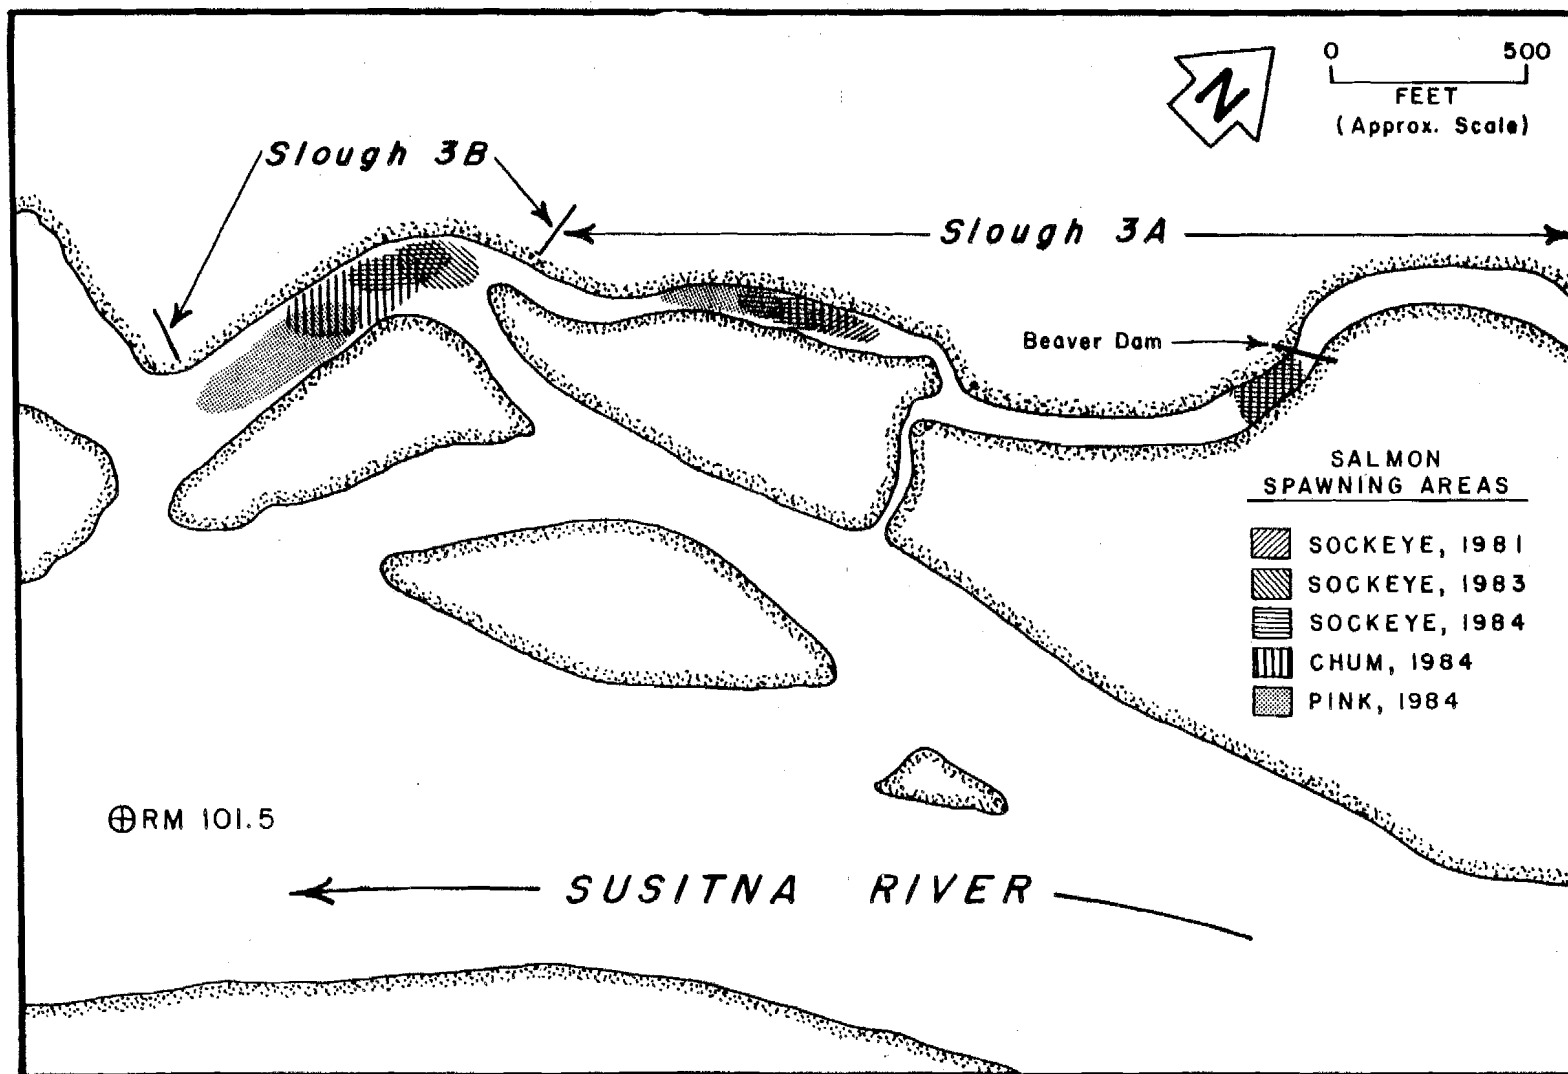 N
0 500
FEET
(Approx. Scale)
Slough 3B
Slough 3A
Beaver Dam
SALMON
SPAWNING AREAS
SOCKEYE, 1981
SOCKEYE, 1983
SOCKEYE, 1984
CHUM, 1984
PINK, 1984
RM 101.5
SUSITNA RIVER